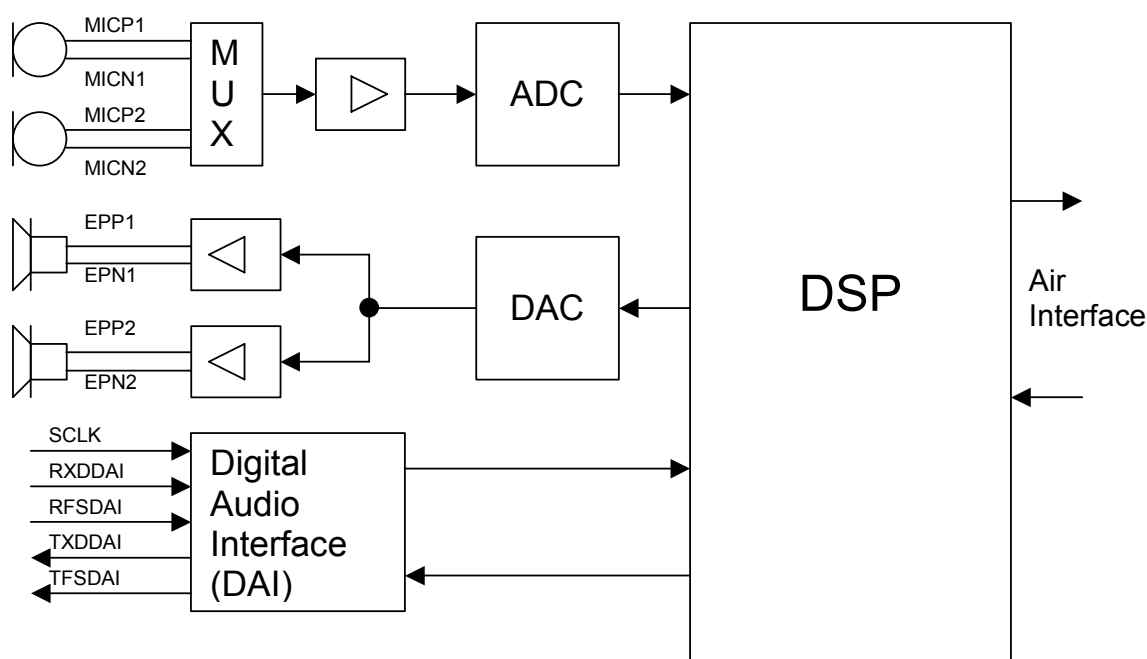 MICP1
MICN1
MICP2
MICN2
M
U
X
ADC
EPP1
EPN1
EPP2
EPN2
DAC
DSP
Air
Interface
SCLK
RXDDAI
RFSDAI
TXDDAI
TFSDAI
Digital
Audio
Interface
(DAI)